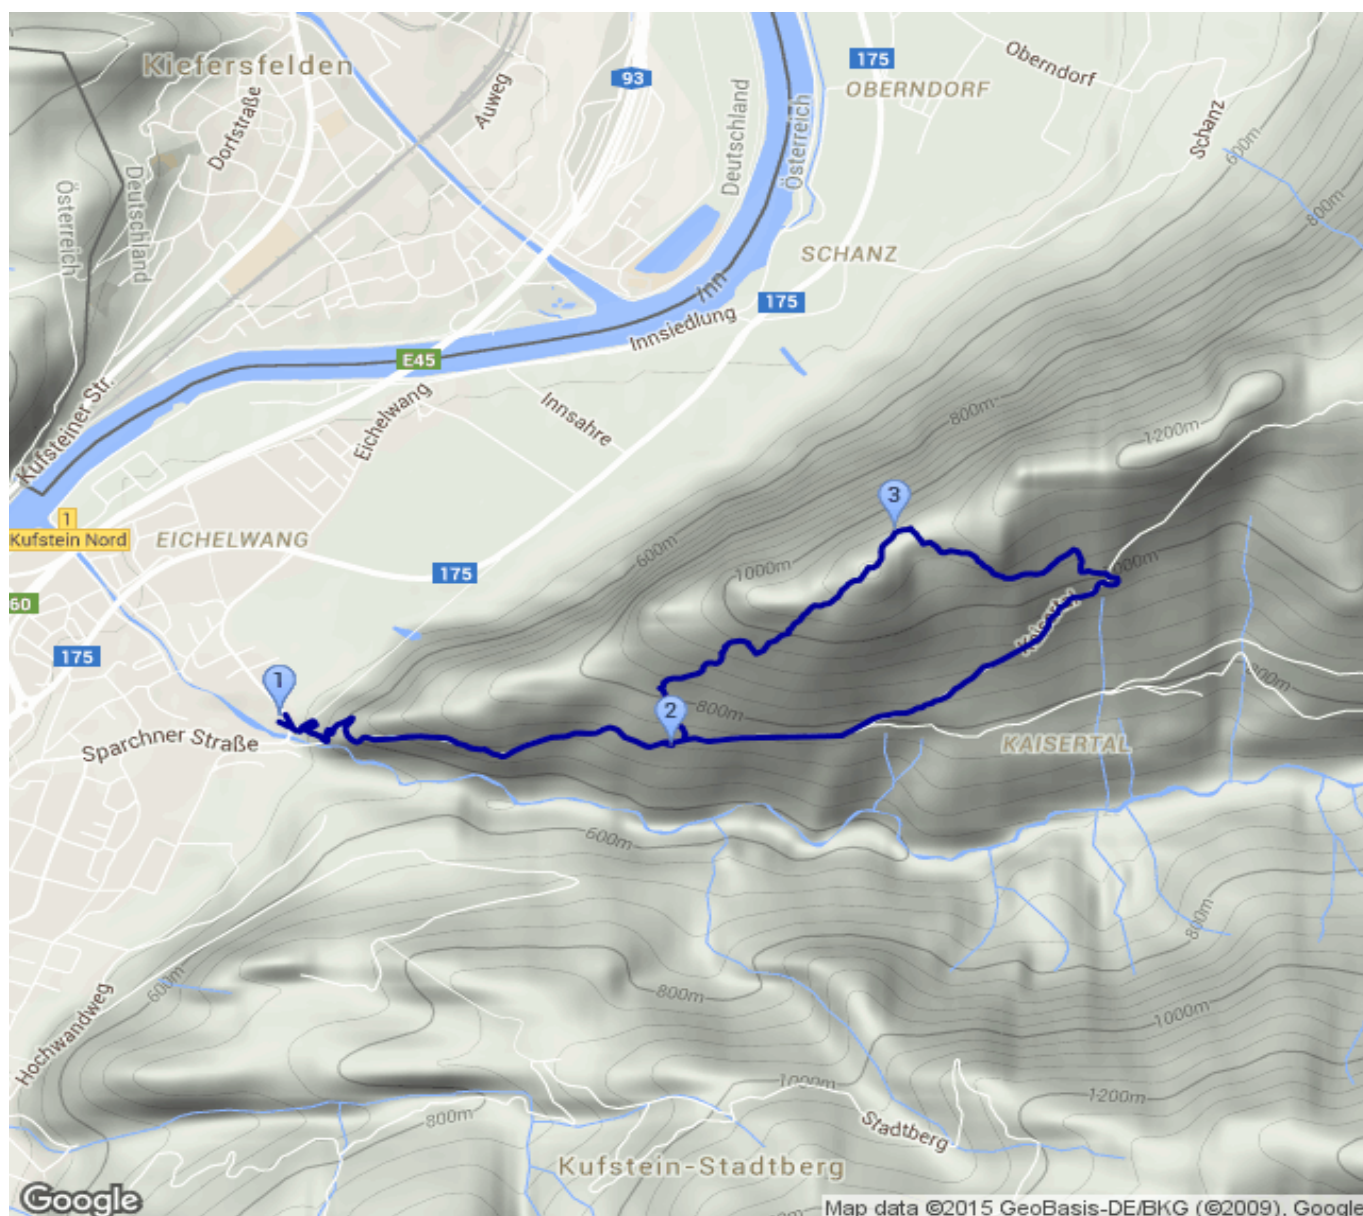 Kiefersfelden
Dorfstraße
Auweg
93
Deutschland
Österreich
175
OBERNDORF
Oberndorf
Schanz
600m
800m
Österreich
Deutschland
SCHANZ
175
Inn
Innsiedlung
E45
Kufsteiner Str.
Eichelwang
Innsahre
800m
1200m
3
1
Kufstein Nord
EICHELWANG
175
600m
1000m
1000m
60
175
1
2
800m
800m
Sparchner Straße
KAISERTAL
600m
800m
600m
800m
1000m
Hochwandweg
1000m
1200m
800m
Stadtberg
Kufstein-Stadtberg
Google
Map data ©2015 GeoBasis-DE/BKG (©2009), Google